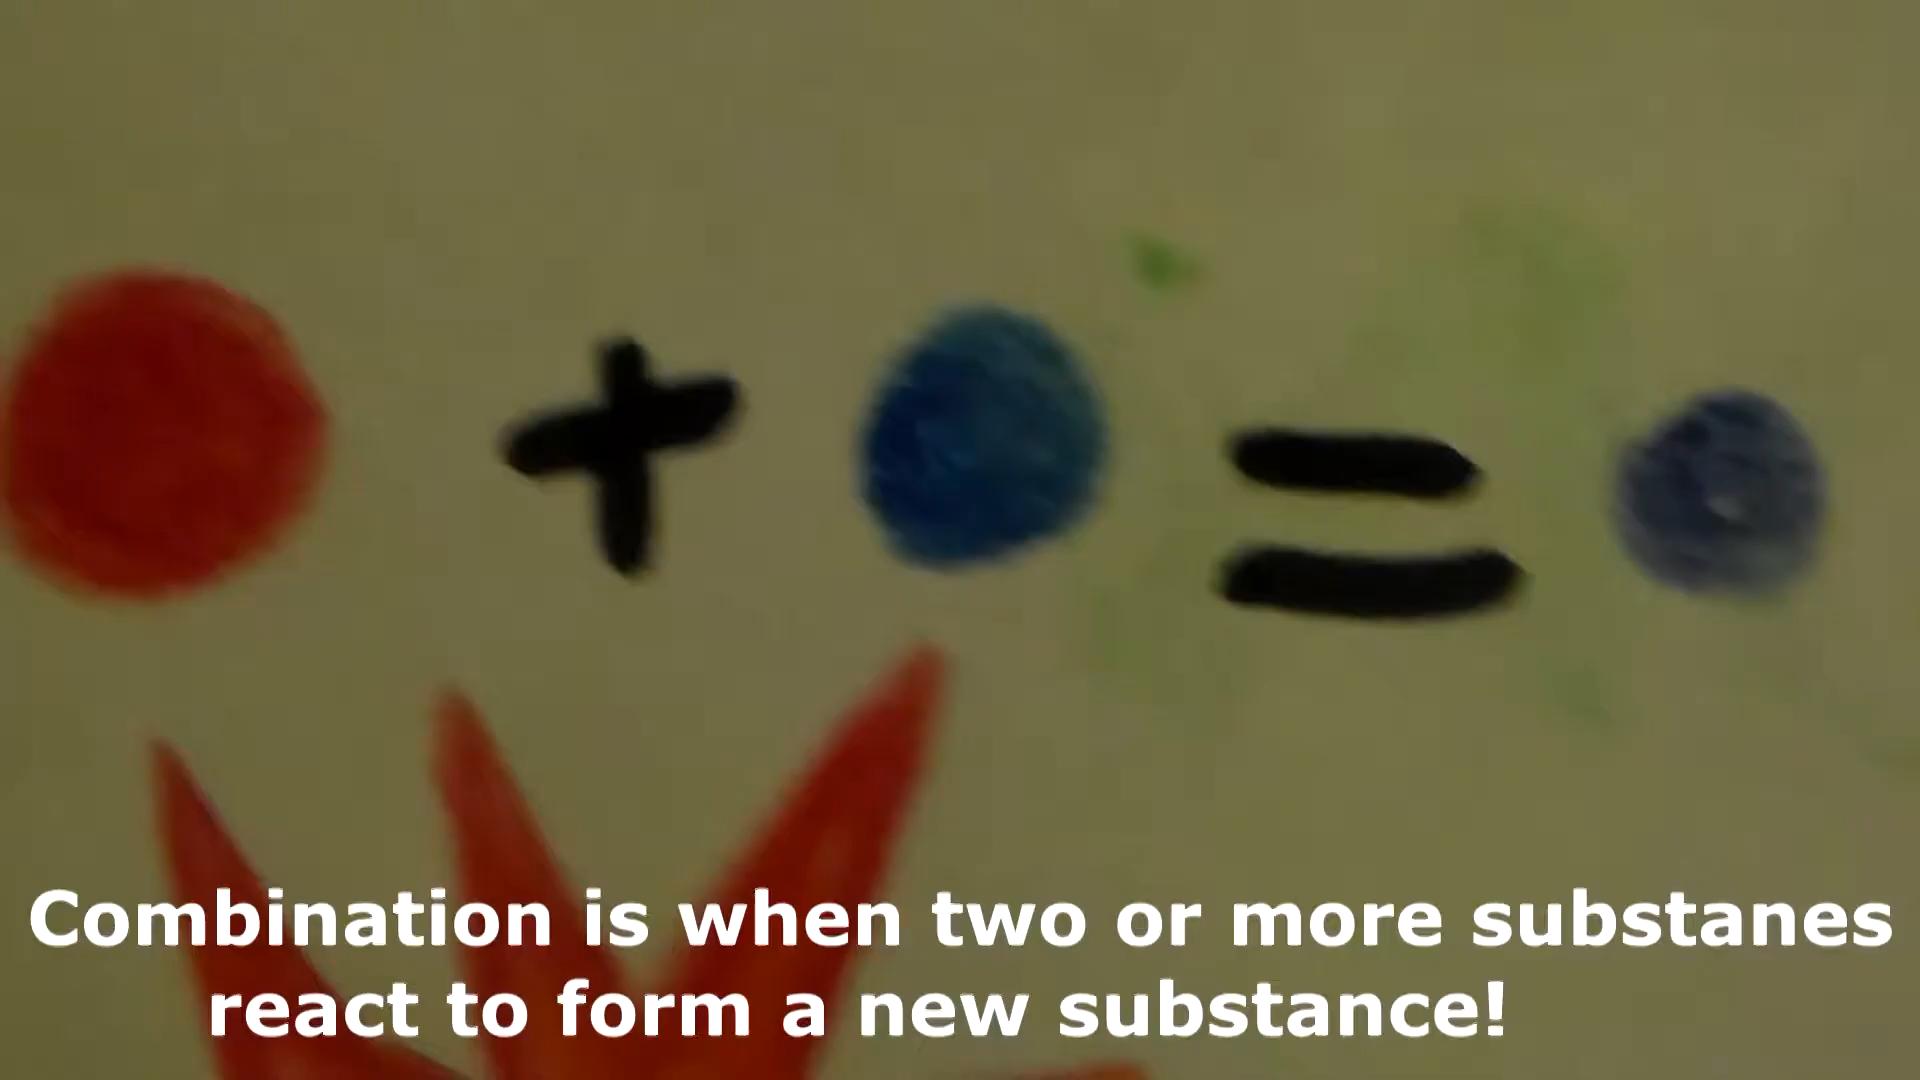 + =
Combination is when two or more substanes
react to form a new substance!